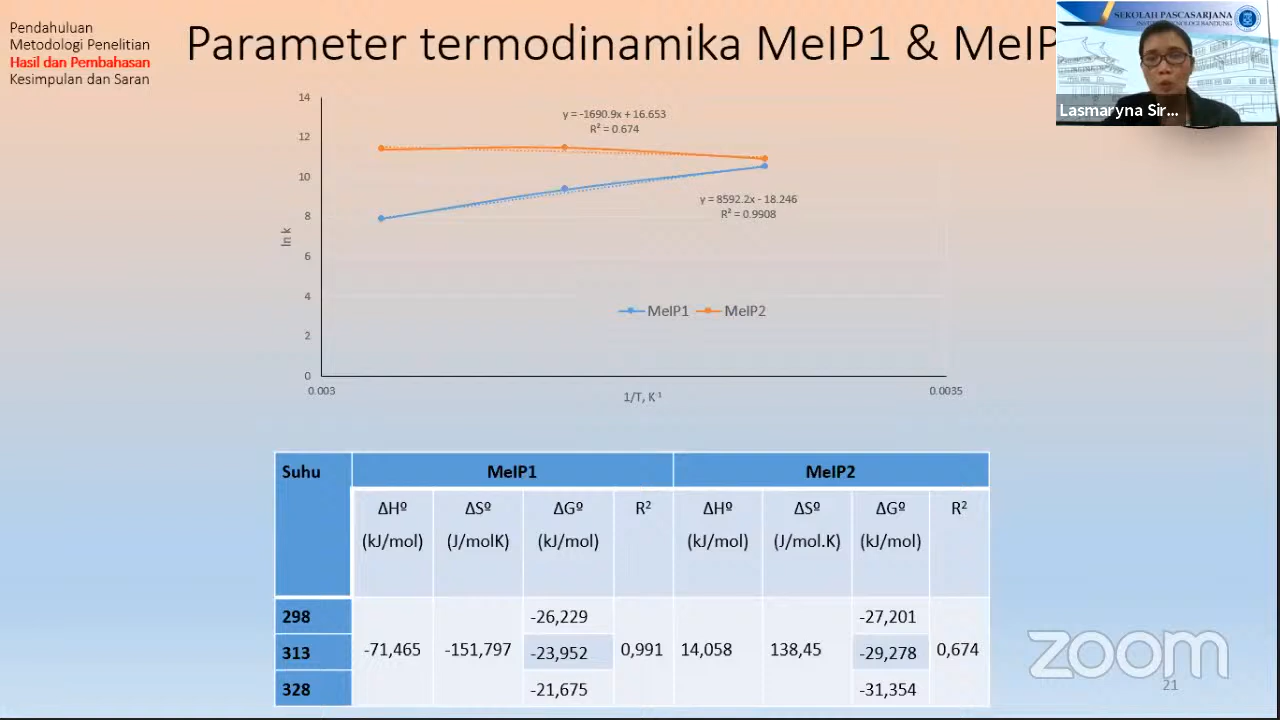 Pendahuluan
Metodologi Penelitian
Hasil dan Pembahasan
Kesimpulan dan Saran
Parameter termodinamika MeIP1 & MeIP
SEKOLAH PASCASARJANA
Lasmaryna Sir...
14
12
10
8
6
4
2
0
ln k
y = -1690.9x + 16.653
R² = 0.674
y = 8592.2x - 18.246
R² = 0.9908
MeIP1 MeIP2
0.003 0.0035
1/T, K⁻¹
Suhu MeIP1 MeIP2
ΔHº ΔSº ΔGº R² ΔHº ΔSº ΔGº R²
(kJ/mol) (J/molK) (kJ/mol) (kJ/mol) (J/mol.K) (kJ/mol)
298 -26,229 -27,201
313 -71,465 -151,797 -23,952 0,991 14,058 138,45 -29,278 0,674
328 -21,675 -31,354
zoom
21